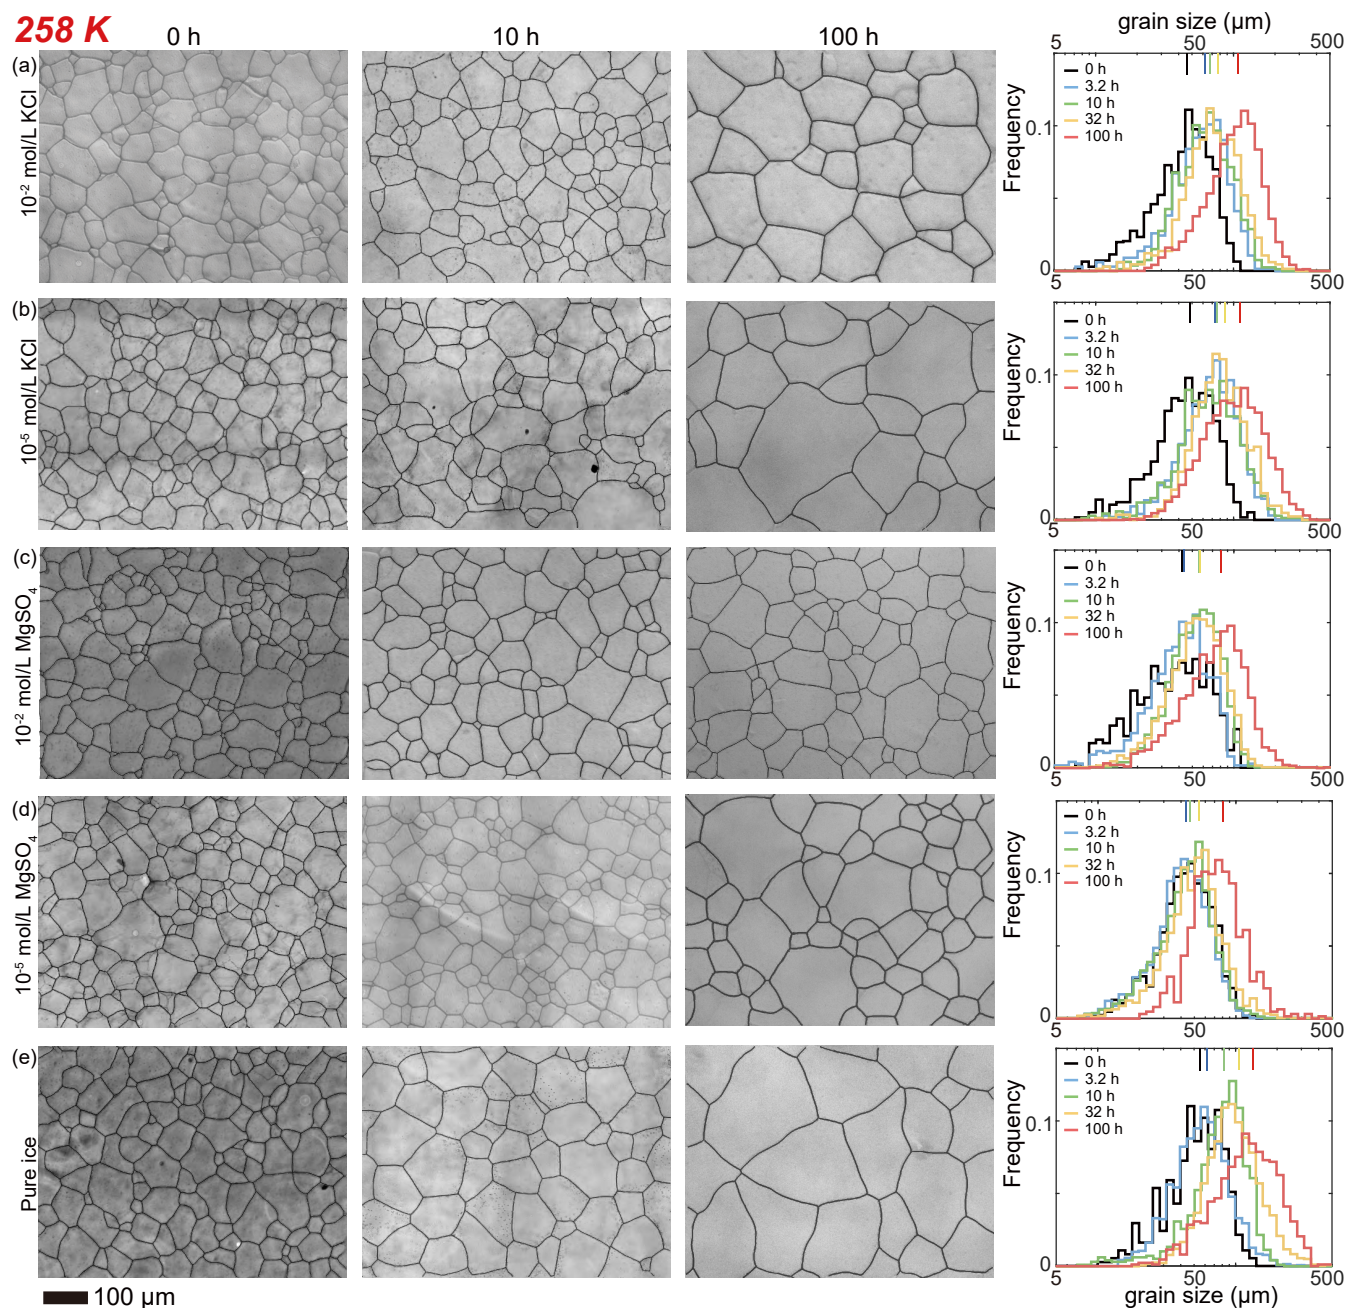 258 K
0 h
10 h
100 h
grain size (µm)
5
50
500
(a)
10⁻² mol/L KCl
Frequency
0.1
0
0 h
3.2 h
10 h
32 h
100 h
5
50
500
(b)
10⁻⁵ mol/L KCl
Frequency
0.1
0
0 h
3.2 h
10 h
32 h
100 h
5
50
500
(c)
10⁻² mol/L MgSO₄
Frequency
0.1
0
0 h
3.2 h
10 h
32 h
100 h
5
50
500
(d)
10⁻⁵ mol/L MgSO₄
Frequency
0.1
0
0 h
3.2 h
10 h
32 h
100 h
5
50
500
(e)
Pure ice
Frequency
0.1
0
0 h
3.2 h
10 h
32 h
100 h
5
50
500
grain size (µm)
100 µm